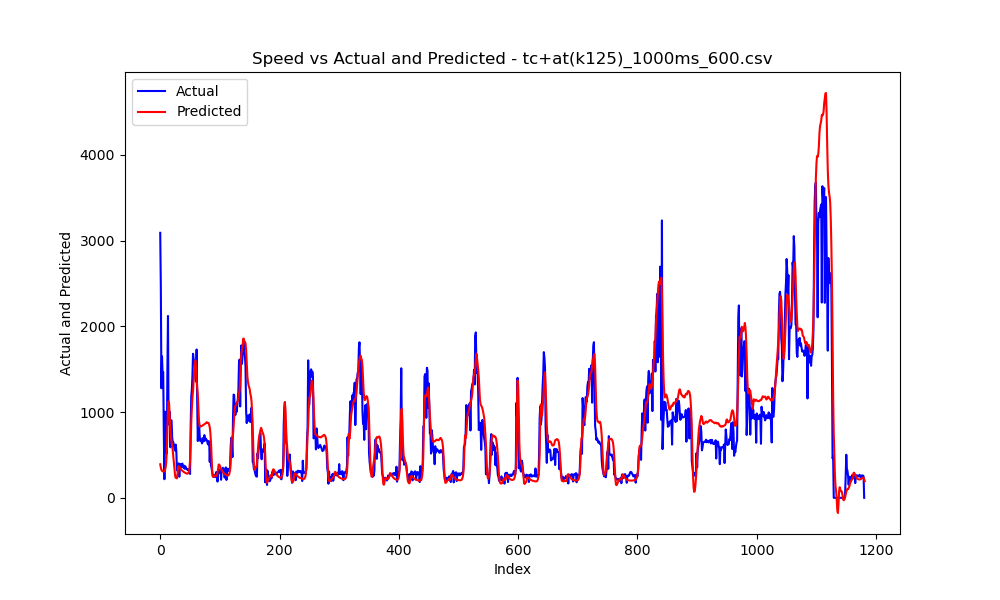 Speed vs Actual and Predicted - tc+at(k125)_1000ms_600.csv
Actual
Predicted
4000
3000
2000
1000
0
Actual and Predicted
0 200 400 600 800 1000 1200
Index